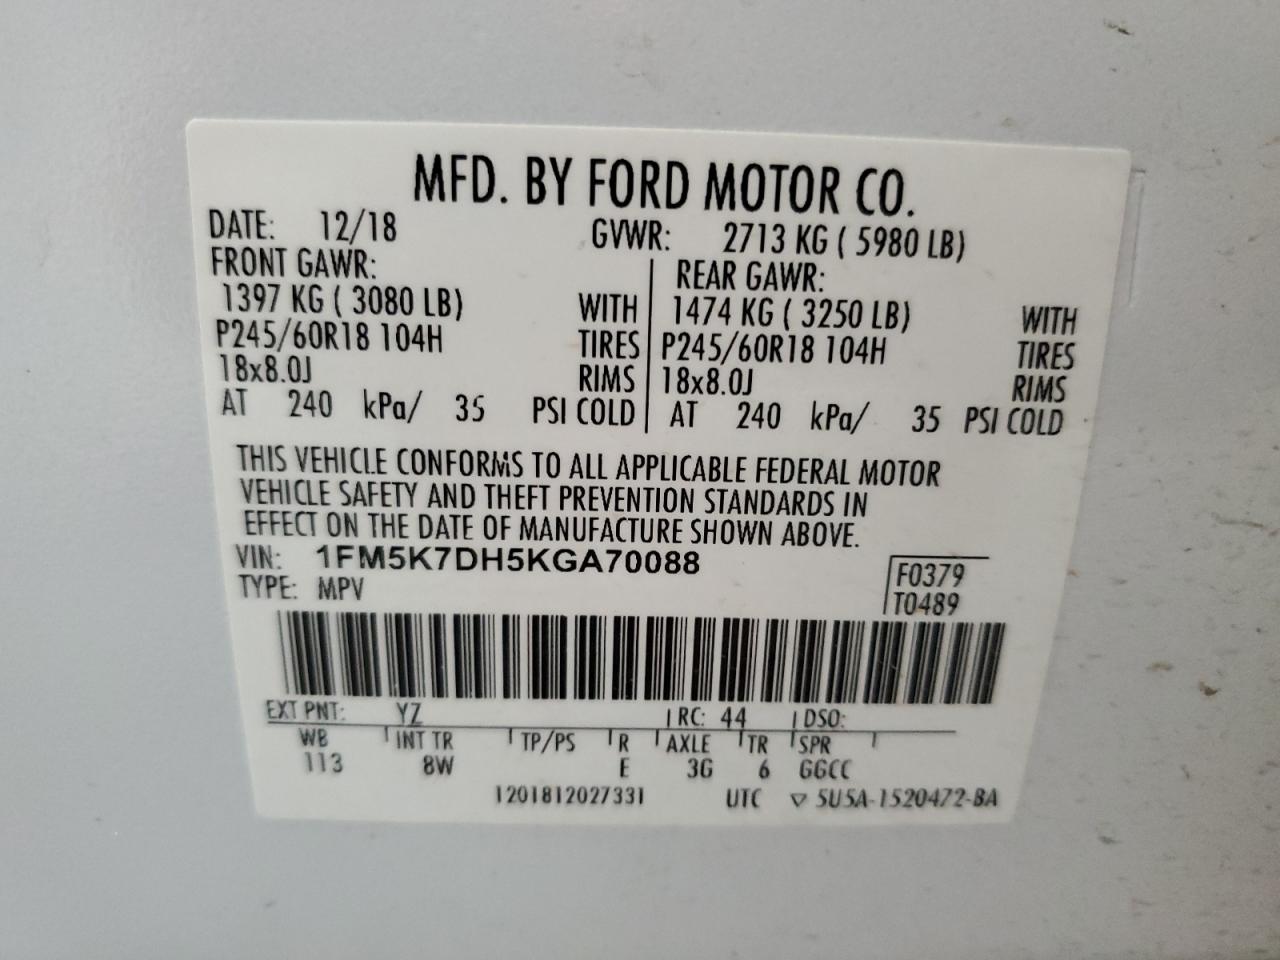 MFD. BY FORD MOTOR CO.
DATE: 12/18 GVWR: 2713 KG ( 5980 LB)
FRONT GAWR: REAR GAWR:
1397 KG ( 3080 LB) WITH 1474 KG ( 3250 LB) WITH
P245/60R18 104H TIRES P245/60R18 104H TIRES
18x8.0J RIMS 18x8.0J RIMS
AT 240 kPa/ 35 PSI COLD AT 240 kPa/ 35 PSI COLD
THIS VEHICLE CONFORMS TO ALL APPLICABLE FEDERAL MOTOR
VEHICLE SAFETY AND THEFT PREVENTION STANDARDS IN
EFFECT ON THE DATE OF MANUFACTURE SHOWN ABOVE.
VIN: 1FM5K7DH5KGA70088
TYPE: MPV
F0379
T0489
EXT PNT: YZ RC: 44 DSO:
WB INT TR TP/PS R AXLE TR SPR
113 8W E 3G 6 GGCC
1201812027331 UTC ▽ 5U5A-1520472-BA